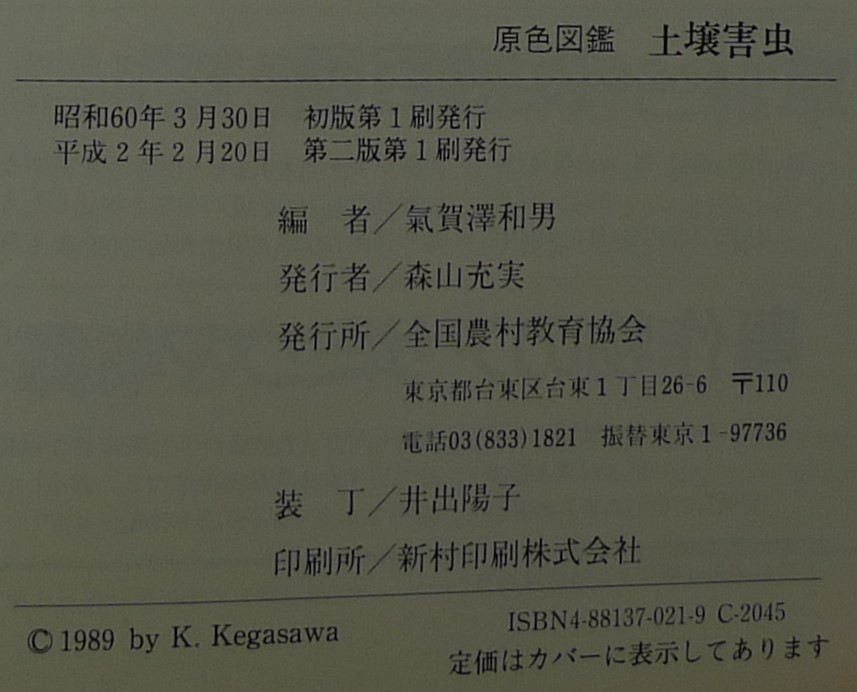 原色図鑑 土壌害虫
昭和60年3月30日 初版第1刷発行
平成2年2月20日 第二版第1刷発行
編 者／氣賀澤和男
発行者／森山充実
発行所／全国農村教育協会
東京都台東区台東1丁目26-6 〒110
電話03(833)1821 振替東京1-97736
装 丁／井出陽子
印刷所／新村印刷株式会社
©1989 by K. Kegasawa
ISBN4-88137-021-9 C-2045
定価はカバーに表示してあります